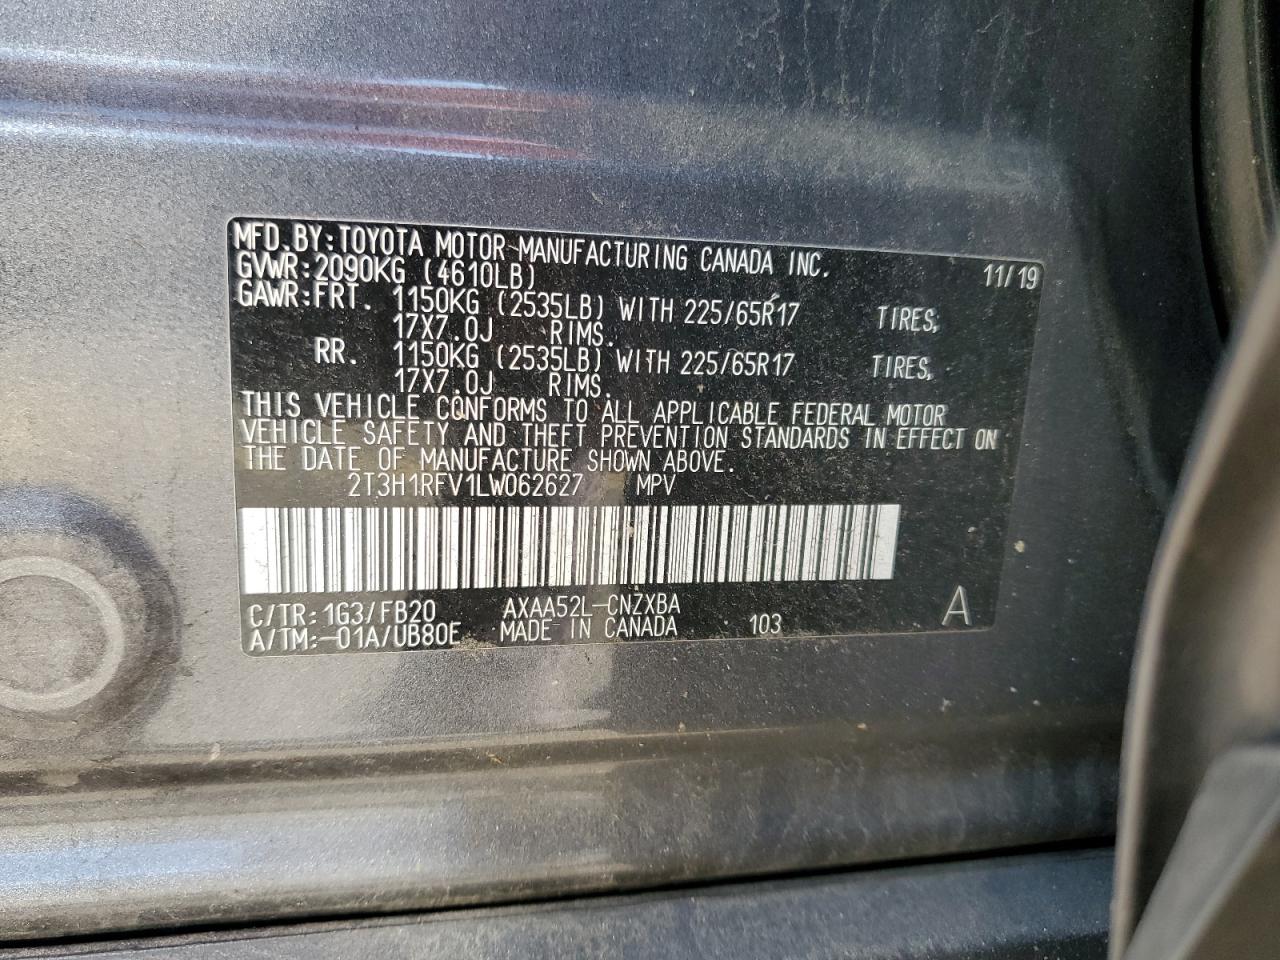 MFD.BY:TOYOTA MOTOR MANUFACTURING CANADA INC. 11/19
GVWR:2090KG (4610LB)
GAWR:FRT. 1150KG (2535LB) WITH 225/65R17 TIRES,
17X7.0J RIMS.
RR. 1150KG (2535LB) WITH 225/65R17 TIRES,
17X7.0J RIMS.
THIS VEHICLE CONFORMS TO ALL APPLICABLE FEDERAL MOTOR
VEHICLE SAFETY AND THEFT PREVENTION STANDARDS IN EFFECT ON
THE DATE OF MANUFACTURE SHOWN ABOVE.
2T3H1RFV1LW062627 MPV
C/TR:1G3/FB20 AXAA52L-CNZXBA A
A/TM:-01A/UB80F MADE IN CANADA 103